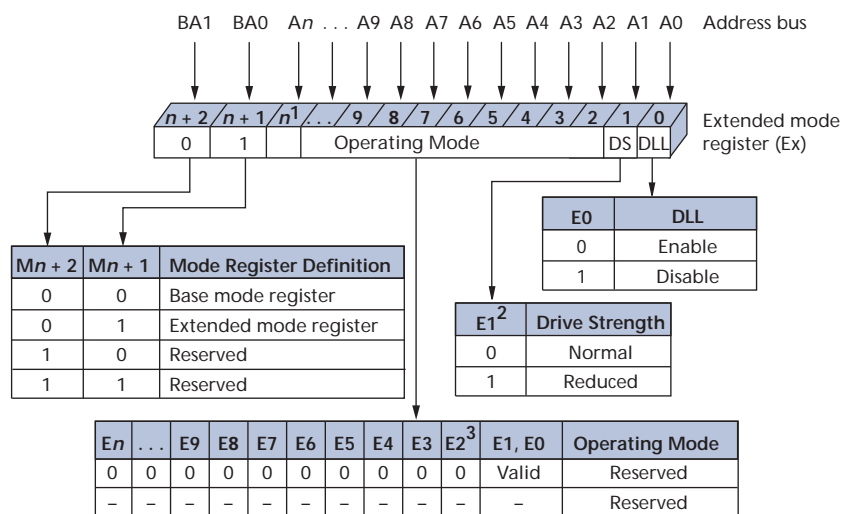 BA1 BA0 An . . . A9 A8 A7 A6 A5 A4 A3 A2 A1 A0 Address bus
n + 2 n + 1 n1 . . . 9 8 7 6 5 4 3 2 1 0
Extended mode
register (Ex)
0 1 Operating Mode DS DLL
E0 DLL
0 Enable
1 Disable
Mn + 2 Mn + 1 Mode Register Definition
0 0 Base mode register
0 1 Extended mode register
1 0 Reserved
1 1 Reserved
E12 Drive Strength
0 Normal
1 Reduced
En . . . E9 E8 E7 E6 E5 E4 E3 E23 E1, E0 Operating Mode
0 0 0 0 0 0 0 0 0 0 Valid Reserved
– – – – – – – – – – – Reserved